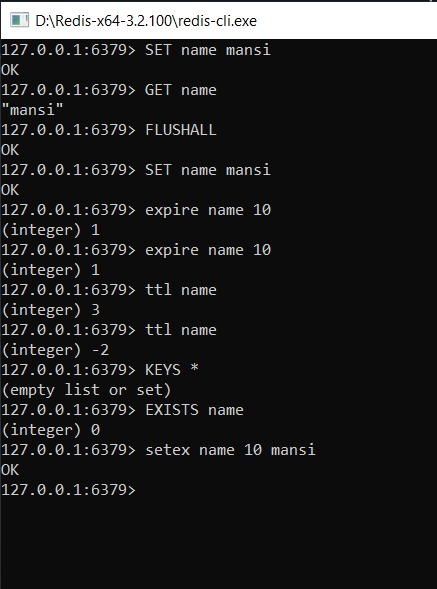 D:\Redis-x64-3.2.100\redis-cli.exe
127.0.0.1:6379> SET name mansi
OK
127.0.0.1:6379> GET name
"mansi"
127.0.0.1:6379> FLUSHALL
OK
127.0.0.1:6379> SET name mansi
OK
127.0.0.1:6379> expire name 10
(integer) 1
127.0.0.1:6379> expire name 10
(integer) 1
127.0.0.1:6379> ttl name
(integer) 3
127.0.0.1:6379> ttl name
(integer) -2
127.0.0.1:6379> KEYS *
(empty list or set)
127.0.0.1:6379> EXISTS name
(integer) 0
127.0.0.1:6379> setex name 10 mansi
OK
127.0.0.1:6379>